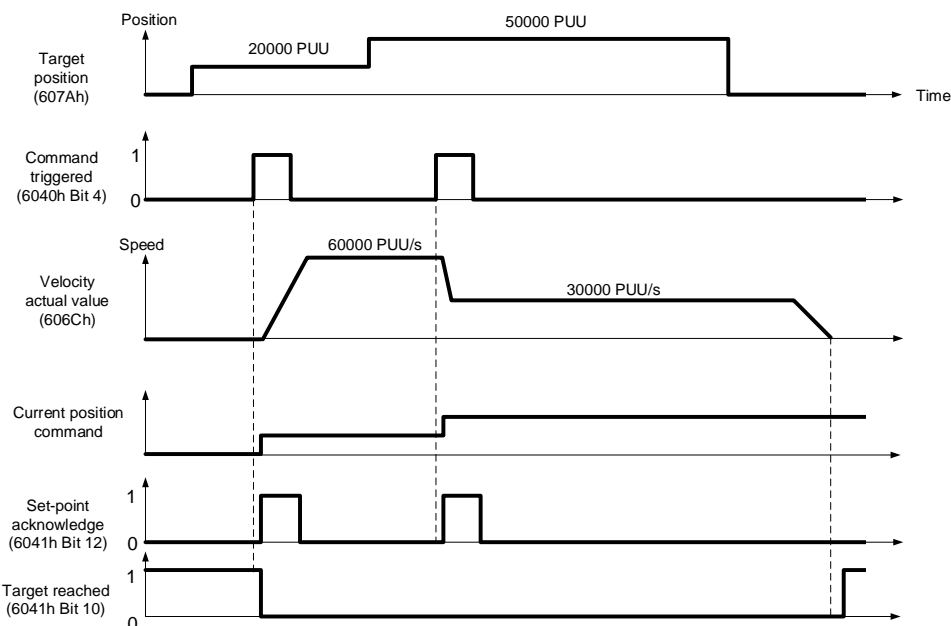 Position
50000 PUU
20000 PUU
Target
position
(607Ah)
Time
Command
triggered
(6040h Bit 4)
1
0
Speed
60000 PUU/s
30000 PUU/s
Velocity
actual value
(606Ch)
Current position
command
Set-point
acknowledge
(6041h Bit 12)
1
0
Target reached
(6041h Bit 10)
1
0